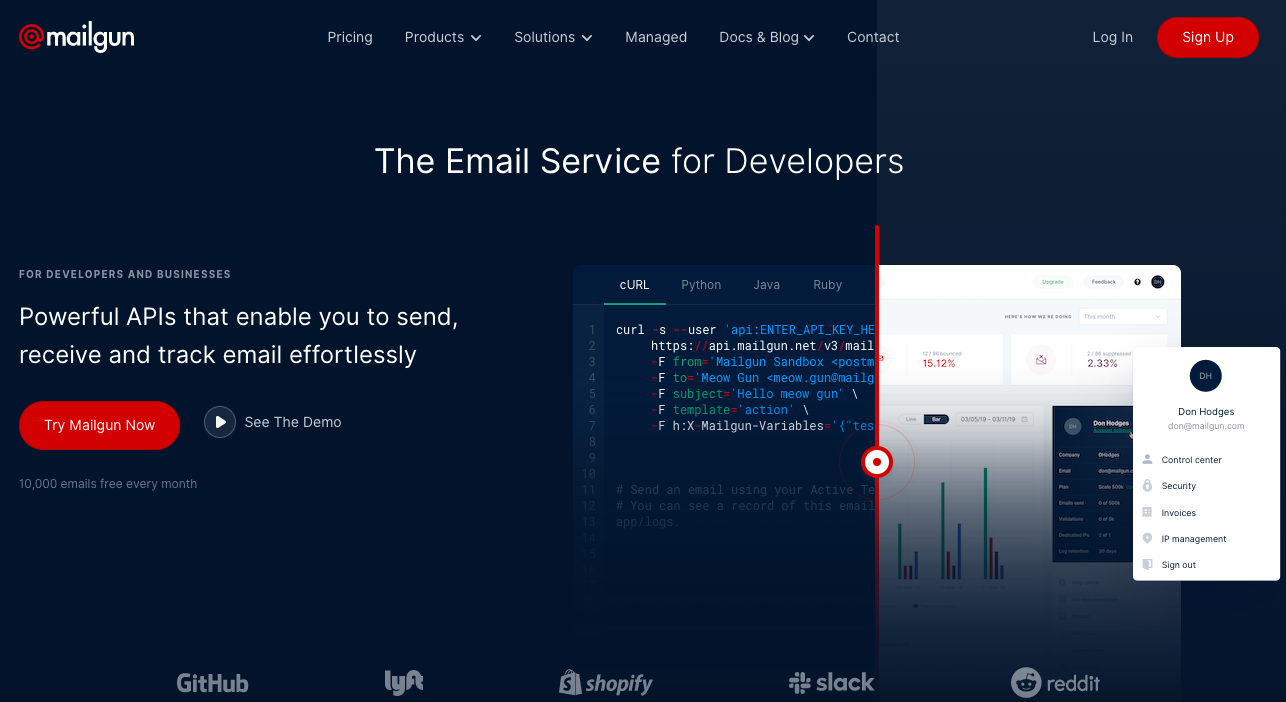 @mailgun
Pricing
Products
Solutions
Managed
Docs & Blog
Contact
Log In
Sign Up
The Email Service for Developers
FOR DEVELOPERS AND BUSINESSES
Powerful APIs that enable you to send,
receive and track email effortlessly
Try Mailgun Now
See The Demo
10,000 emails free every month
cURL
Python
Java
Ruby
1 curl -s --user 'api:ENTER_API_KEY_HE
2 https://api.mailgun.net/v3/mail
3 -F from='Mailgun Sandbox <postm
4 -F to='Meow Gun <meow.gun@mailg
5 -F subject='Hello meow gun' \
6 -F template='action' \
7 -F h:X-Mailgun-Variables='{"tes
8
9
10
11 # Send an email using your Active Te
12 # You can see a record of this email
13 app/logs.
14
15
Upgrade
Feedback
?
DH
HERE'S HOW WE'RE DOING
This month
12 / 86 bounced
15.12%
2 / 86 suppressed
2.33%
Line
Bar
03/05/19 - 03/11/19
DH
Don Hodges
Account settings
Company DHodges
Email don@mailgun
Plan Scale 500k
Emails sent 0 of 500k
Validations 0 of 5k
Dedicated IPs 2 of 1
Log retention 30 days
DH
Don Hodges
don@mailgun.com
Control center
Security
Invoices
IP management
Sign out
GitHub
lyft
shopify
slack
reddit